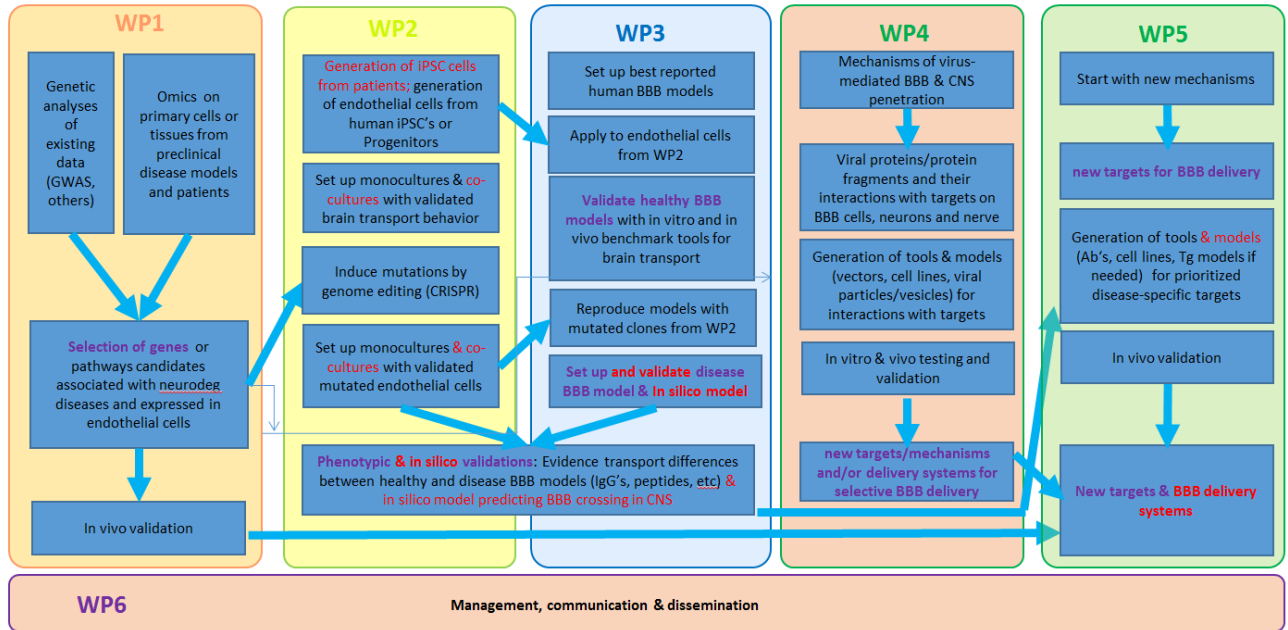 WP1
Genetic
analyses
of
existing
data
(GWAS,
others)
Omics on
primary cells or
tissues from
preclinical
disease models
and patients
Selection of genes or
pathways candidates
associated with neurodeg
diseases and expressed in
endothelial cells
In vivo validation
WP2
Generation of iPSC cells
from patients; generation
of endothelial cells from
human iPSC's or
Progenitors
Set up monocultures & co-
cultures with validated
brain transport behavior
Induce mutations by
genome editing (CRISPR)
Set up monocultures & co-
cultures with validated
mutated endothelial cells
WP3
Set up best reported
human BBB models
Apply to endothelial cells
from WP2
Validate healthy BBB
models with in vitro and in
vivo benchmark tools for
brain transport
Reproduce models with
mutated clones from WP2
Set up and validate disease
BBB model & In silico model
Phenotypic & in silico validations: Evidence transport differences
between healthy and disease BBB models (IgG's, peptides, etc) &
in silico model predicting BBB crossing in CNS
WP4
Mechanisms of virus-
mediated BBB & CNS
penetration
Viral proteins/protein
fragments and their
interactions with targets on
BBB cells, neurons and nerve
Generation of tools & models
(vectors, cell lines, viral
particles/vesicles) for
interactions with targets
In vitro & vivo testing and
validation
new targets/mechanisms
and/or delivery systems for
selective BBB delivery
WP5
Start with new mechanisms
new targets for BBB delivery
Generation of tools & models
(Ab's, cell lines, Tg models if
needed) for prioritized
disease-specific targets
In vivo validation
New targets & BBB delivery
systems
WP6
Management, communication & dissemination